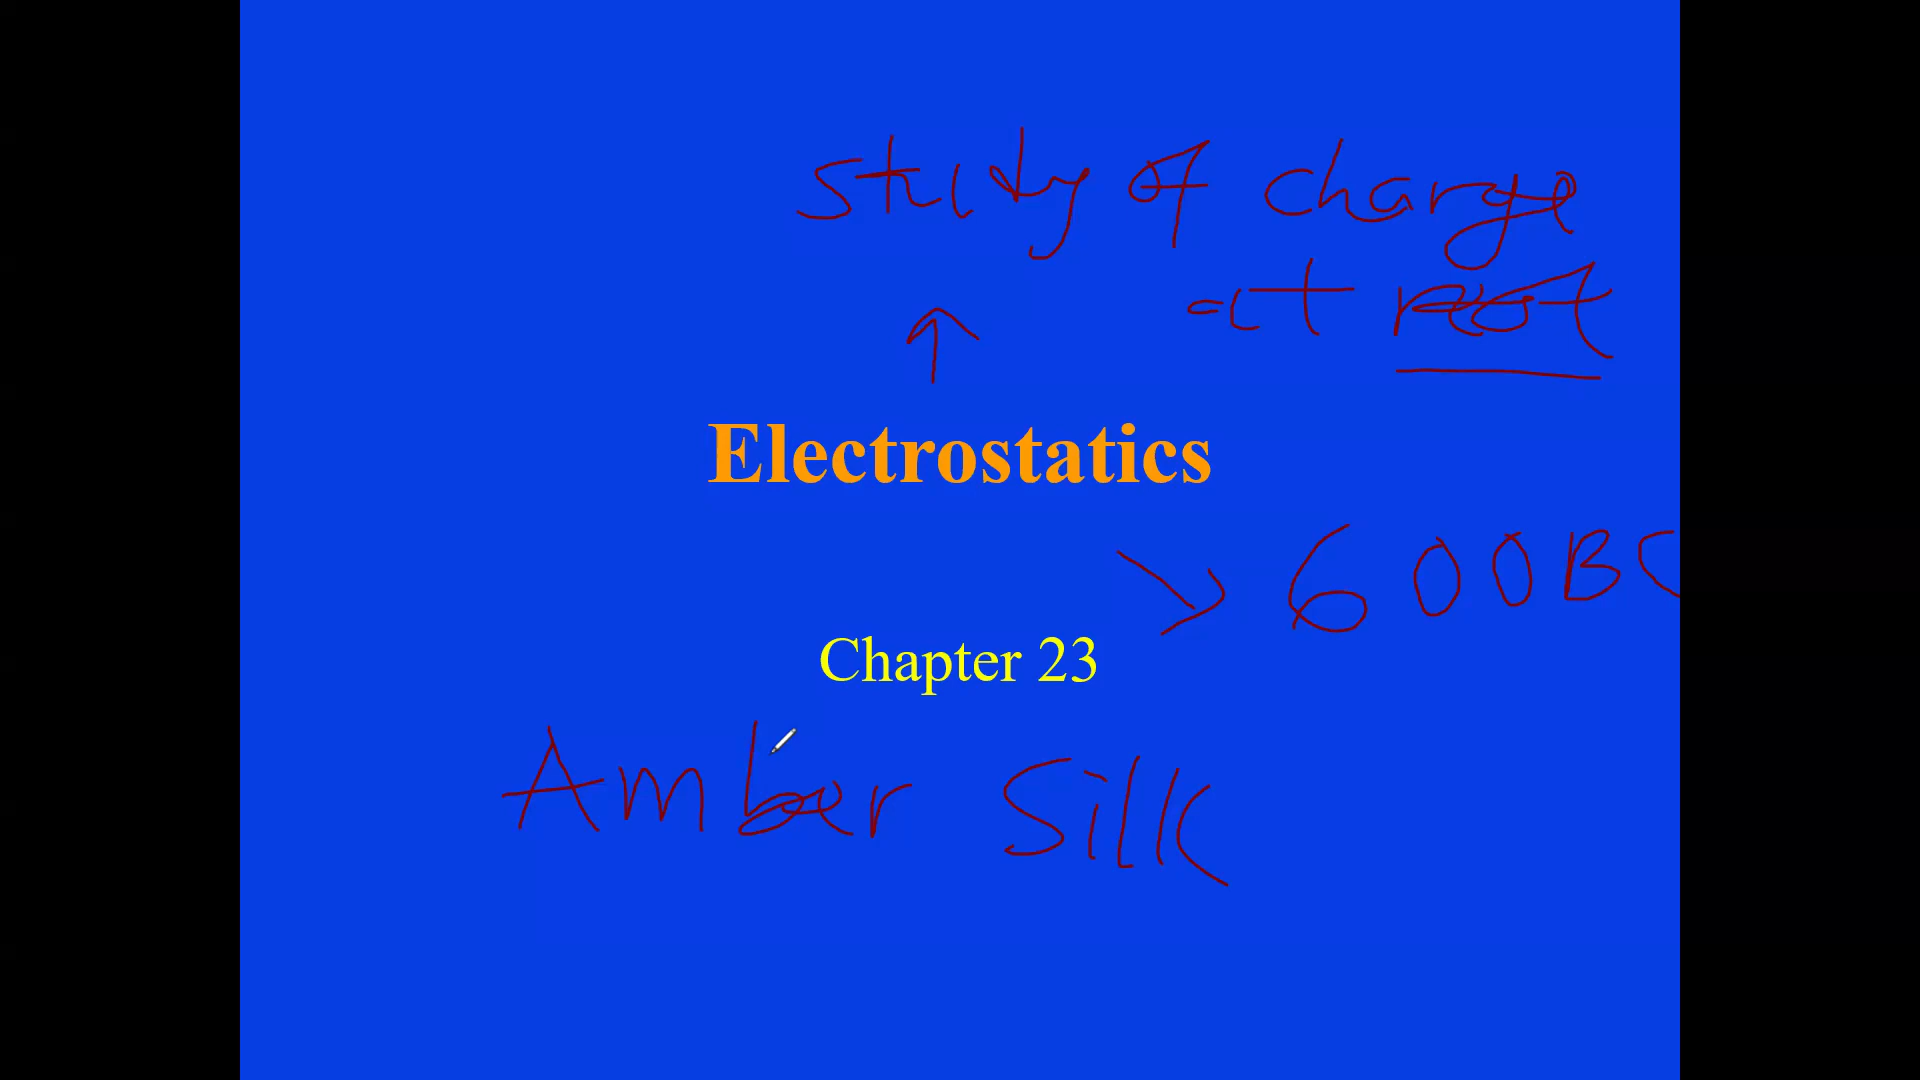 Study of charge
at rest
Electrostatics
600BC
Chapter 23
Amber Silk